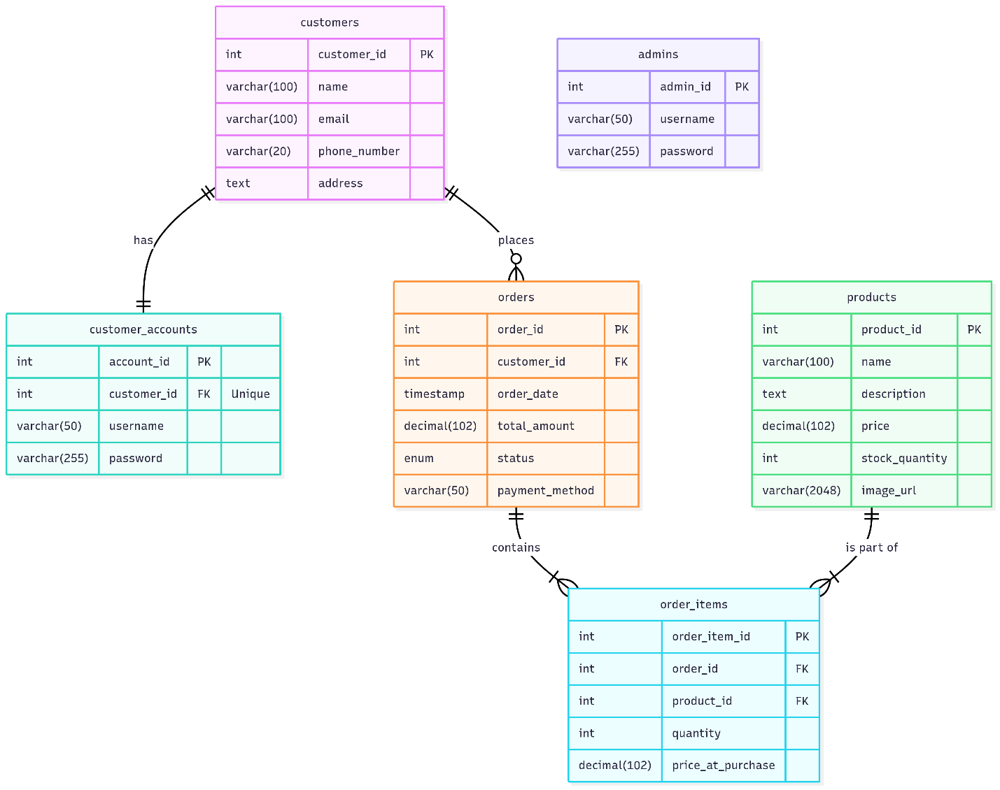 customers
int customer_id PK
varchar(100) name
varchar(100) email
varchar(20) phone_number
text address
admins
int admin_id PK
varchar(50) username
varchar(255) password
has
places
customer_accounts
int account_id PK
int customer_id FK Unique
varchar(50) username
varchar(255) password
orders
int order_id PK
int customer_id FK
timestamp order_date
decimal(102) total_amount
enum status
varchar(50) payment_method
products
int product_id PK
varchar(100) name
text description
decimal(102) price
int stock_quantity
varchar(2048) image_url
contains
is part of
order_items
int order_item_id PK
int order_id FK
int product_id FK
int quantity
decimal(102) price_at_purchase